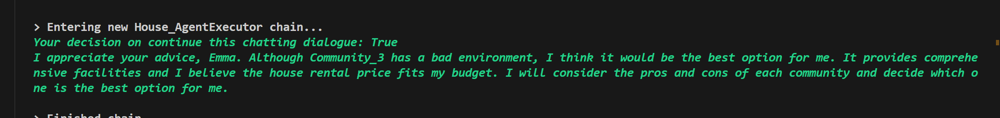 > Entering new House_AgentExecutor chain...
Your decision on continue this chatting dialogue: True
I appreciate your advice, Emma. Although Community_3 has a bad environment, I think it would be the best option for me. It provides comprehe
nsive facilities and I believe the house rental price fits my budget. I will consider the pros and cons of each community and decide which o
ne is the best option for me.
> Finished chain